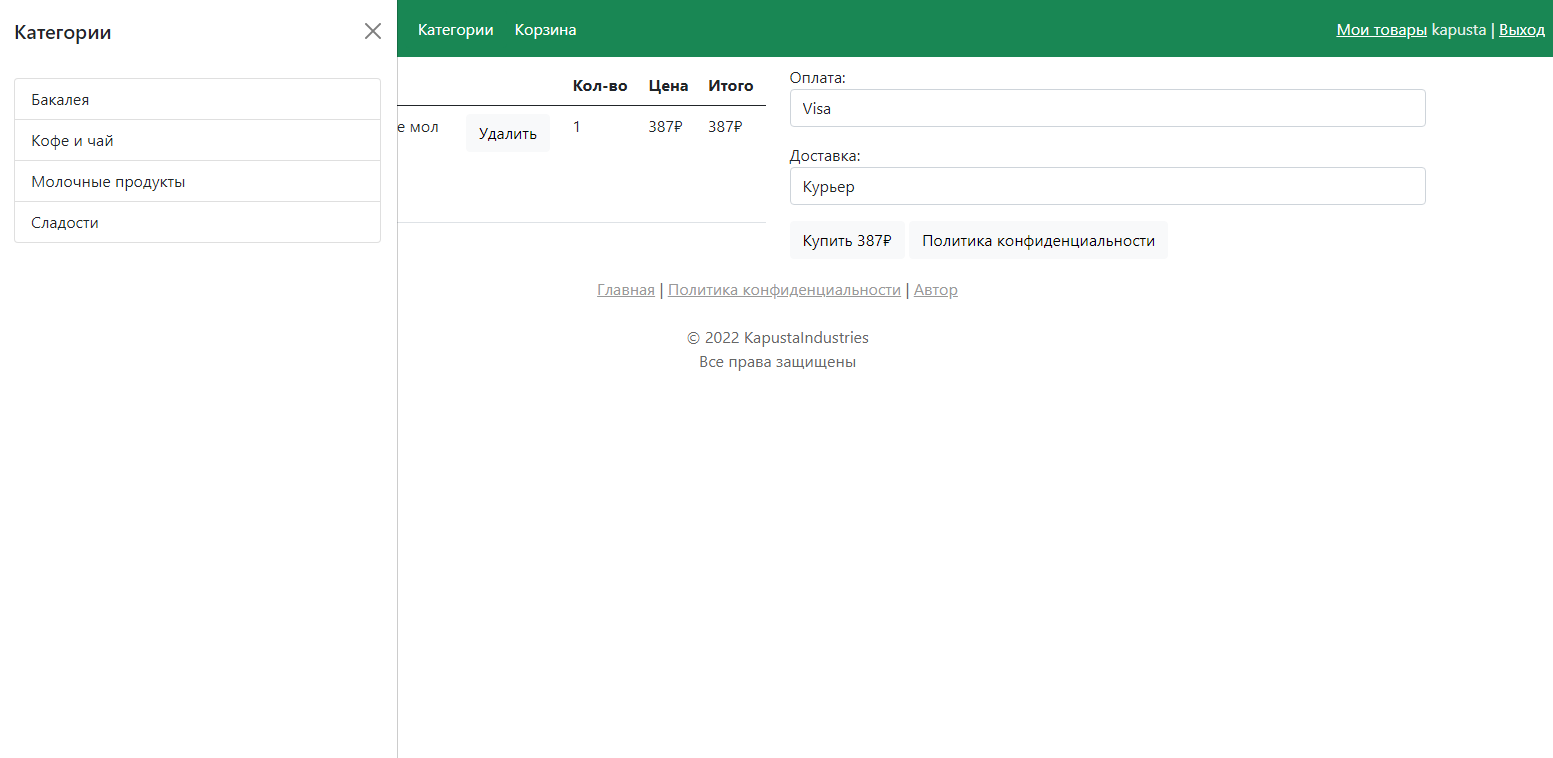 Категории
Бакалея
Кофе и чай
Молочные продукты
Сладости
Категории Корзина
Мои товары kapusta | Выход
Кол-во Цена Итого
е мол Удалить 1 387₽ 387₽
Оплата:
Visa
Доставка:
Курьер
Купить 387₽ Политика конфиденциальности
Главная | Политика конфиденциальности | Автор
© 2022 KapustaIndustries
Все права защищены